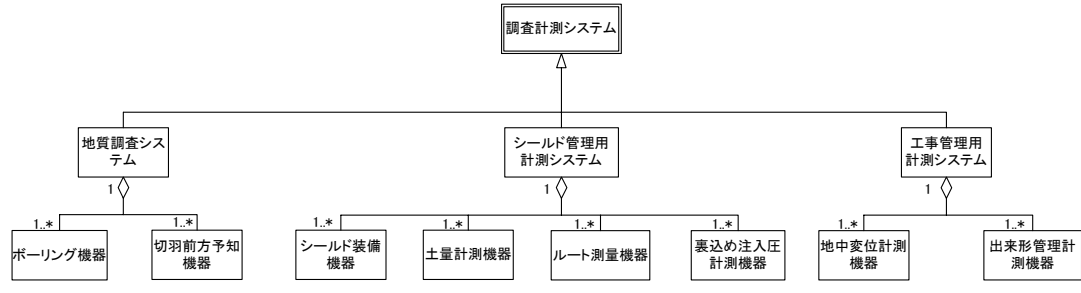 調査計測システム
地質調査シス
テム
シールド管理用
計測システム
工事管理用
計測システム
1
1
1
1..*
1..*
1..*
1..*
1..*
1..*
1..*
1..*
ボーリング機器
切羽前方予知
機器
シールド装備
機器
土量計測機器
ルート測量機器
裏込め注入圧
計測機器
地中変位計測
機器
出来形管理計
測機器